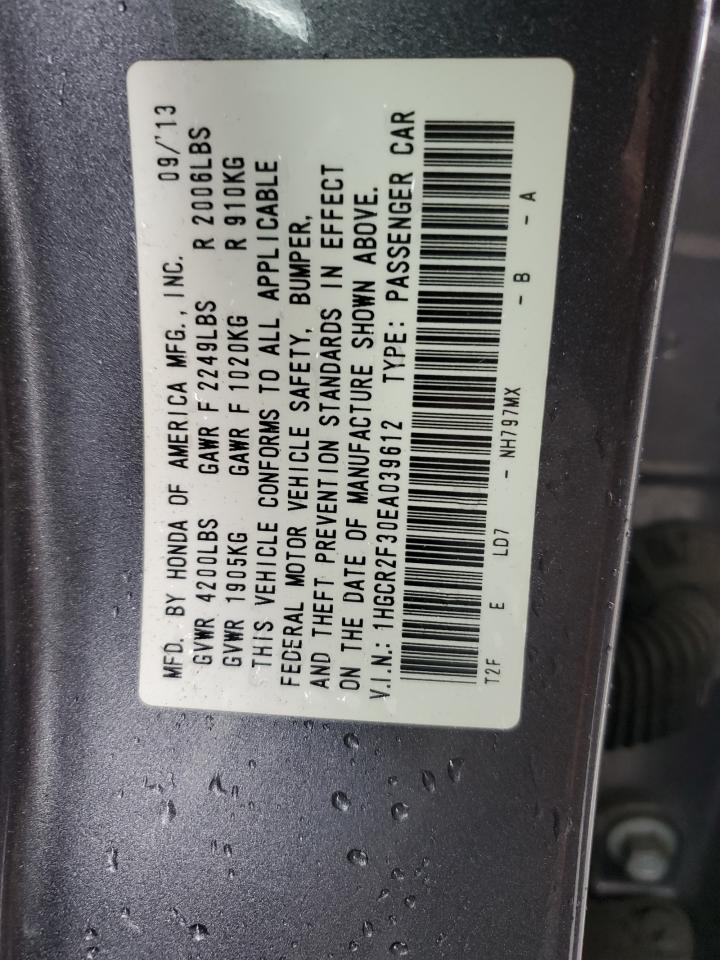 MFD. BY HONDA OF AMERICA MFG., INC. 09/'13
GVWR 4200LBS GAWR F 2249LBS R 2006LBS
GVWR 1905KG GAWR F 1020KG R 910KG
THIS VEHICLE CONFORMS TO ALL APPLICABLE
FEDERAL MOTOR VEHICLE SAFETY, BUMPER,
AND THEFT PREVENTION STANDARDS IN EFFECT
ON THE DATE OF MANUFACTURE SHOWN ABOVE.
V.I.N.: 1HGCR2F30EA039612 TYPE: PASSENGER CAR
T2F E LD7 - NH797MX - B - A